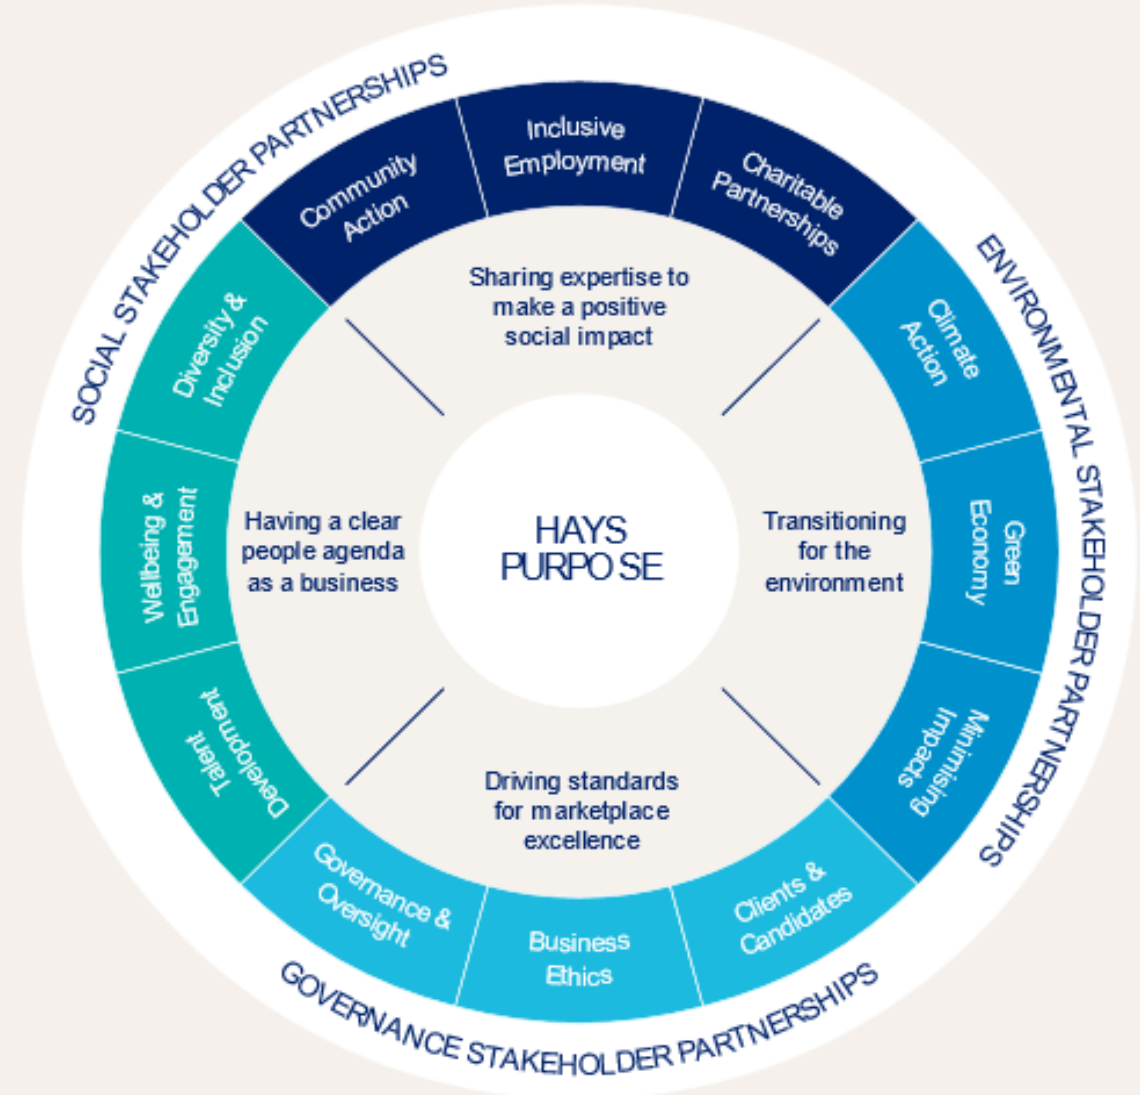 SOCIAL STAKEHOLDER PARTNERSHIPS
ENVIRONMENTAL STAKEHOLDER PARTNERSHIPS
GOVERNANCE STAKEHOLDER PARTNERSHIPS
Community
Action
Inclusive
Employment
Charitable
Partnerships
Climate
Action
Green
Economy
Minimising
Impacts
Clients &
Candidates
Business
Ethics
Governance &
Oversight
Talent
Development
Wellbeing &
Engagement
Diversity &
Inclusion
Sharing expertise to
make a positive
social impact
Transitioning
for the
environment
Driving standards
for marketplace
excellence
Having a clear
people agenda
as a business
HAYS
PURPOSE